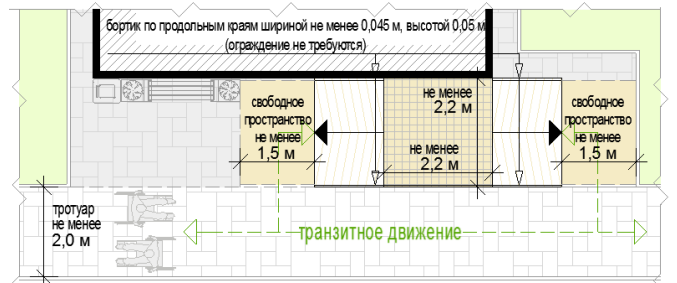 бортик по продольным краям шириной не менее 0,045 м, высотой 0,05 м
(ограждение не требуются)
свободное
пространство
не менее
1,5 м
не менее
2,2 м
не менее
2,2 м
свободное
пространство
не менее
1,5 м
тротуар
не менее
2,0 м
транзитное движение